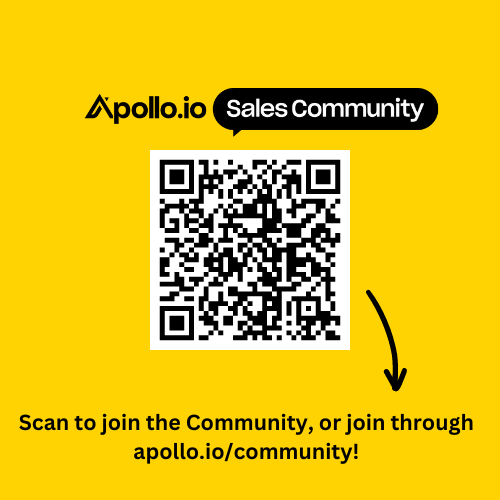 Apollo.io Sales Community
Scan to join the Community, or join through
apollo.io/community!